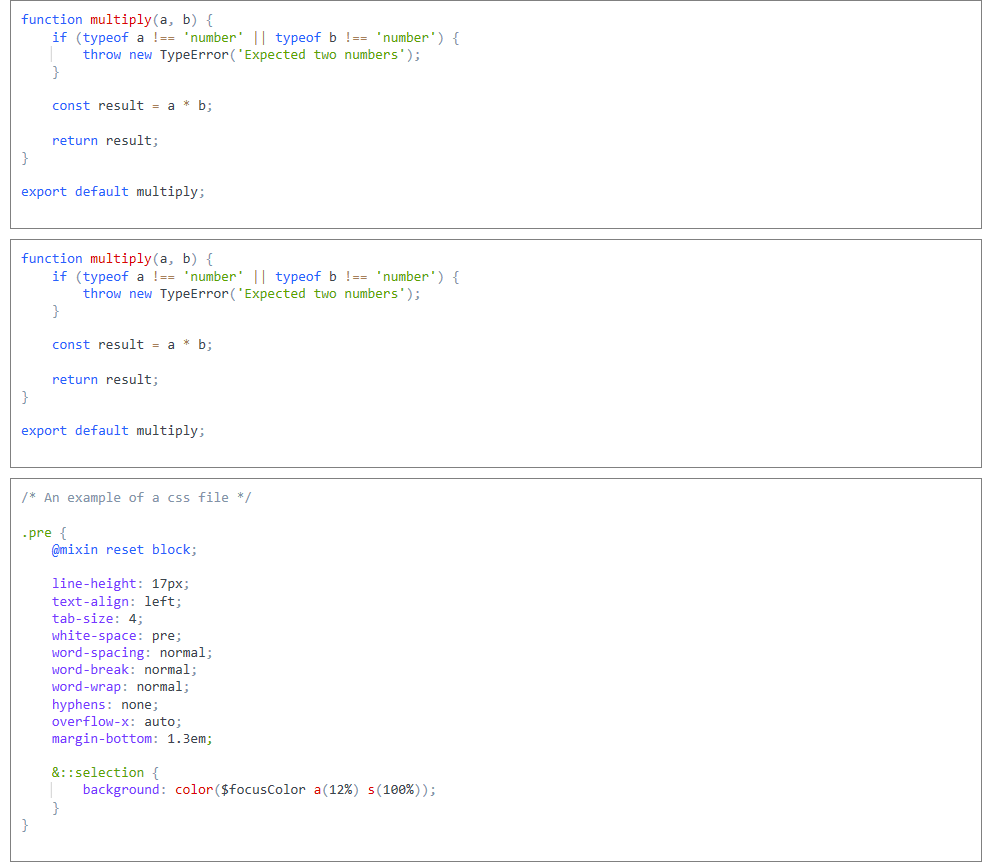 function multiply(a, b) {
    if (typeof a !== 'number' || typeof b !== 'number') {
        throw new TypeError('Expected two numbers');
    }

    const result = a * b;

    return result;
}

export default multiply;

function multiply(a, b) {
    if (typeof a !== 'number' || typeof b !== 'number') {
        throw new TypeError('Expected two numbers');
    }

    const result = a * b;

    return result;
}

export default multiply;

/* An example of a css file */

.pre {
    @mixin reset block;

    line-height: 17px;
    text-align: left;
    tab-size: 4;
    white-space: pre;
    word-spacing: normal;
    word-break: normal;
    word-wrap: normal;
    hyphens: none;
    overflow-x: auto;
    margin-bottom: 1.3em;

    &::selection {
        background: color($focusColor a(12%) s(100%));
    }
}